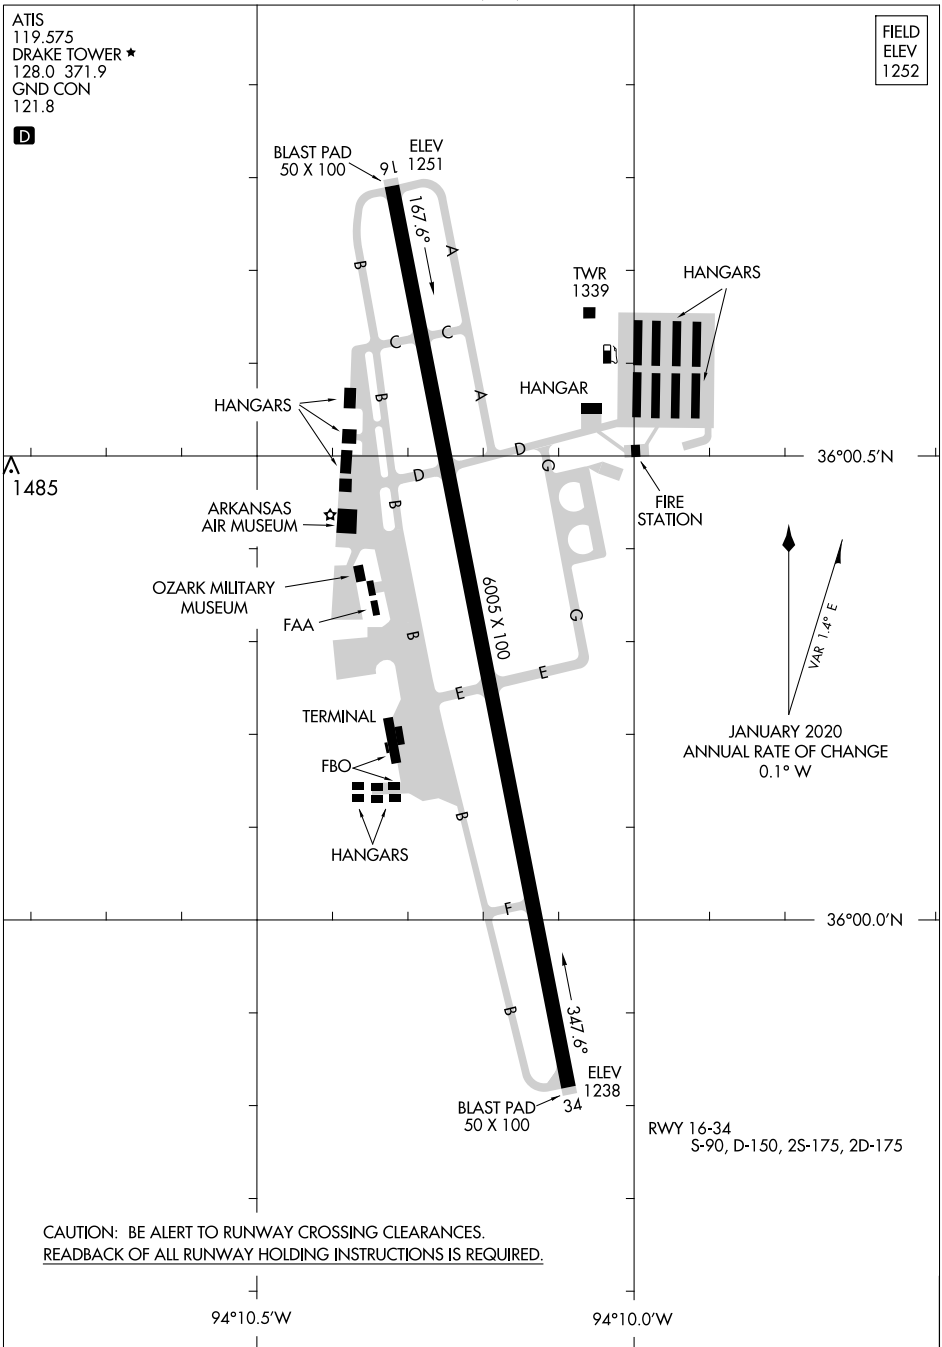 ATIS
119.575
DRAKE TOWER ★
128.0 371.9
GND CON
121.8
D
FIELD
ELEV
1252
BLAST PAD
50 X 100
16
ELEV
1251
167.6°
A
B
TWR
1339
HANGARS
C
C
HANGAR
A
B
HANGARS
D
G
D
36°00.5'N
1485
B
ARKANSAS
AIR MUSEUM
FIRE
STATION
OZARK MILITARY
MUSEUM
FAA
6005 X 100
G
B
VAR 1.4° E
E
E
TERMINAL
JANUARY 2020
ANNUAL RATE OF CHANGE
0.1° W
FBO
B
HANGARS
F
36°00.0'N
B
347.6°
ELEV
1238
BLAST PAD
50 X 100
34
RWY 16-34
S-90, D-150, 2S-175, 2D-175
CAUTION: BE ALERT TO RUNWAY CROSSING CLEARANCES.
READBACK OF ALL RUNWAY HOLDING INSTRUCTIONS IS REQUIRED.
94°10.5'W
94°10.0'W